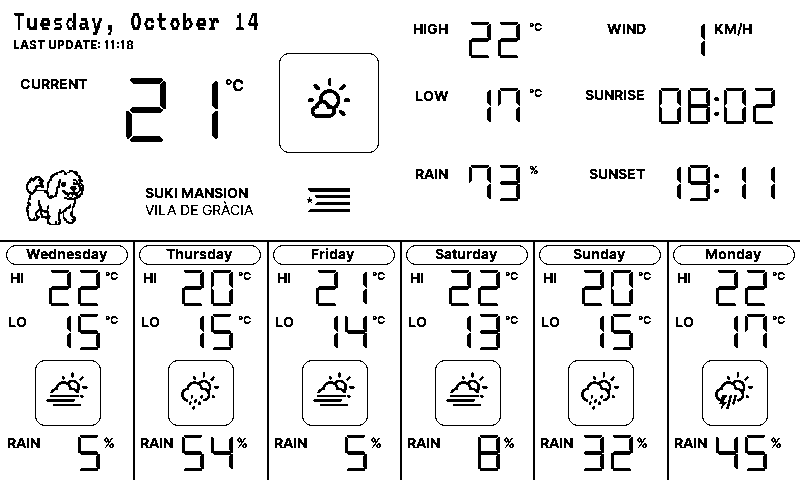 Tuesday, October 14
LAST UPDATE: 11:18
CURRENT 21 °C
SUKI MANSION
VILA DE GRÀCIA
HIGH 22 °C
LOW 17 °C
RAIN 73 %
WIND 1 KM/H
SUNRISE 08:02
SUNSET 19:11
Wednesday
HI 22 °C
LO 15 °C
RAIN 5 %
Thursday
HI 20 °C
LO 15 °C
RAIN 54 %
Friday
HI 21 °C
LO 14 °C
RAIN 5 %
Saturday
HI 22 °C
LO 13 °C
RAIN 8 %
Sunday
HI 20 °C
LO 15 °C
RAIN 32 %
Monday
HI 22 °C
LO 17 °C
RAIN 45 %